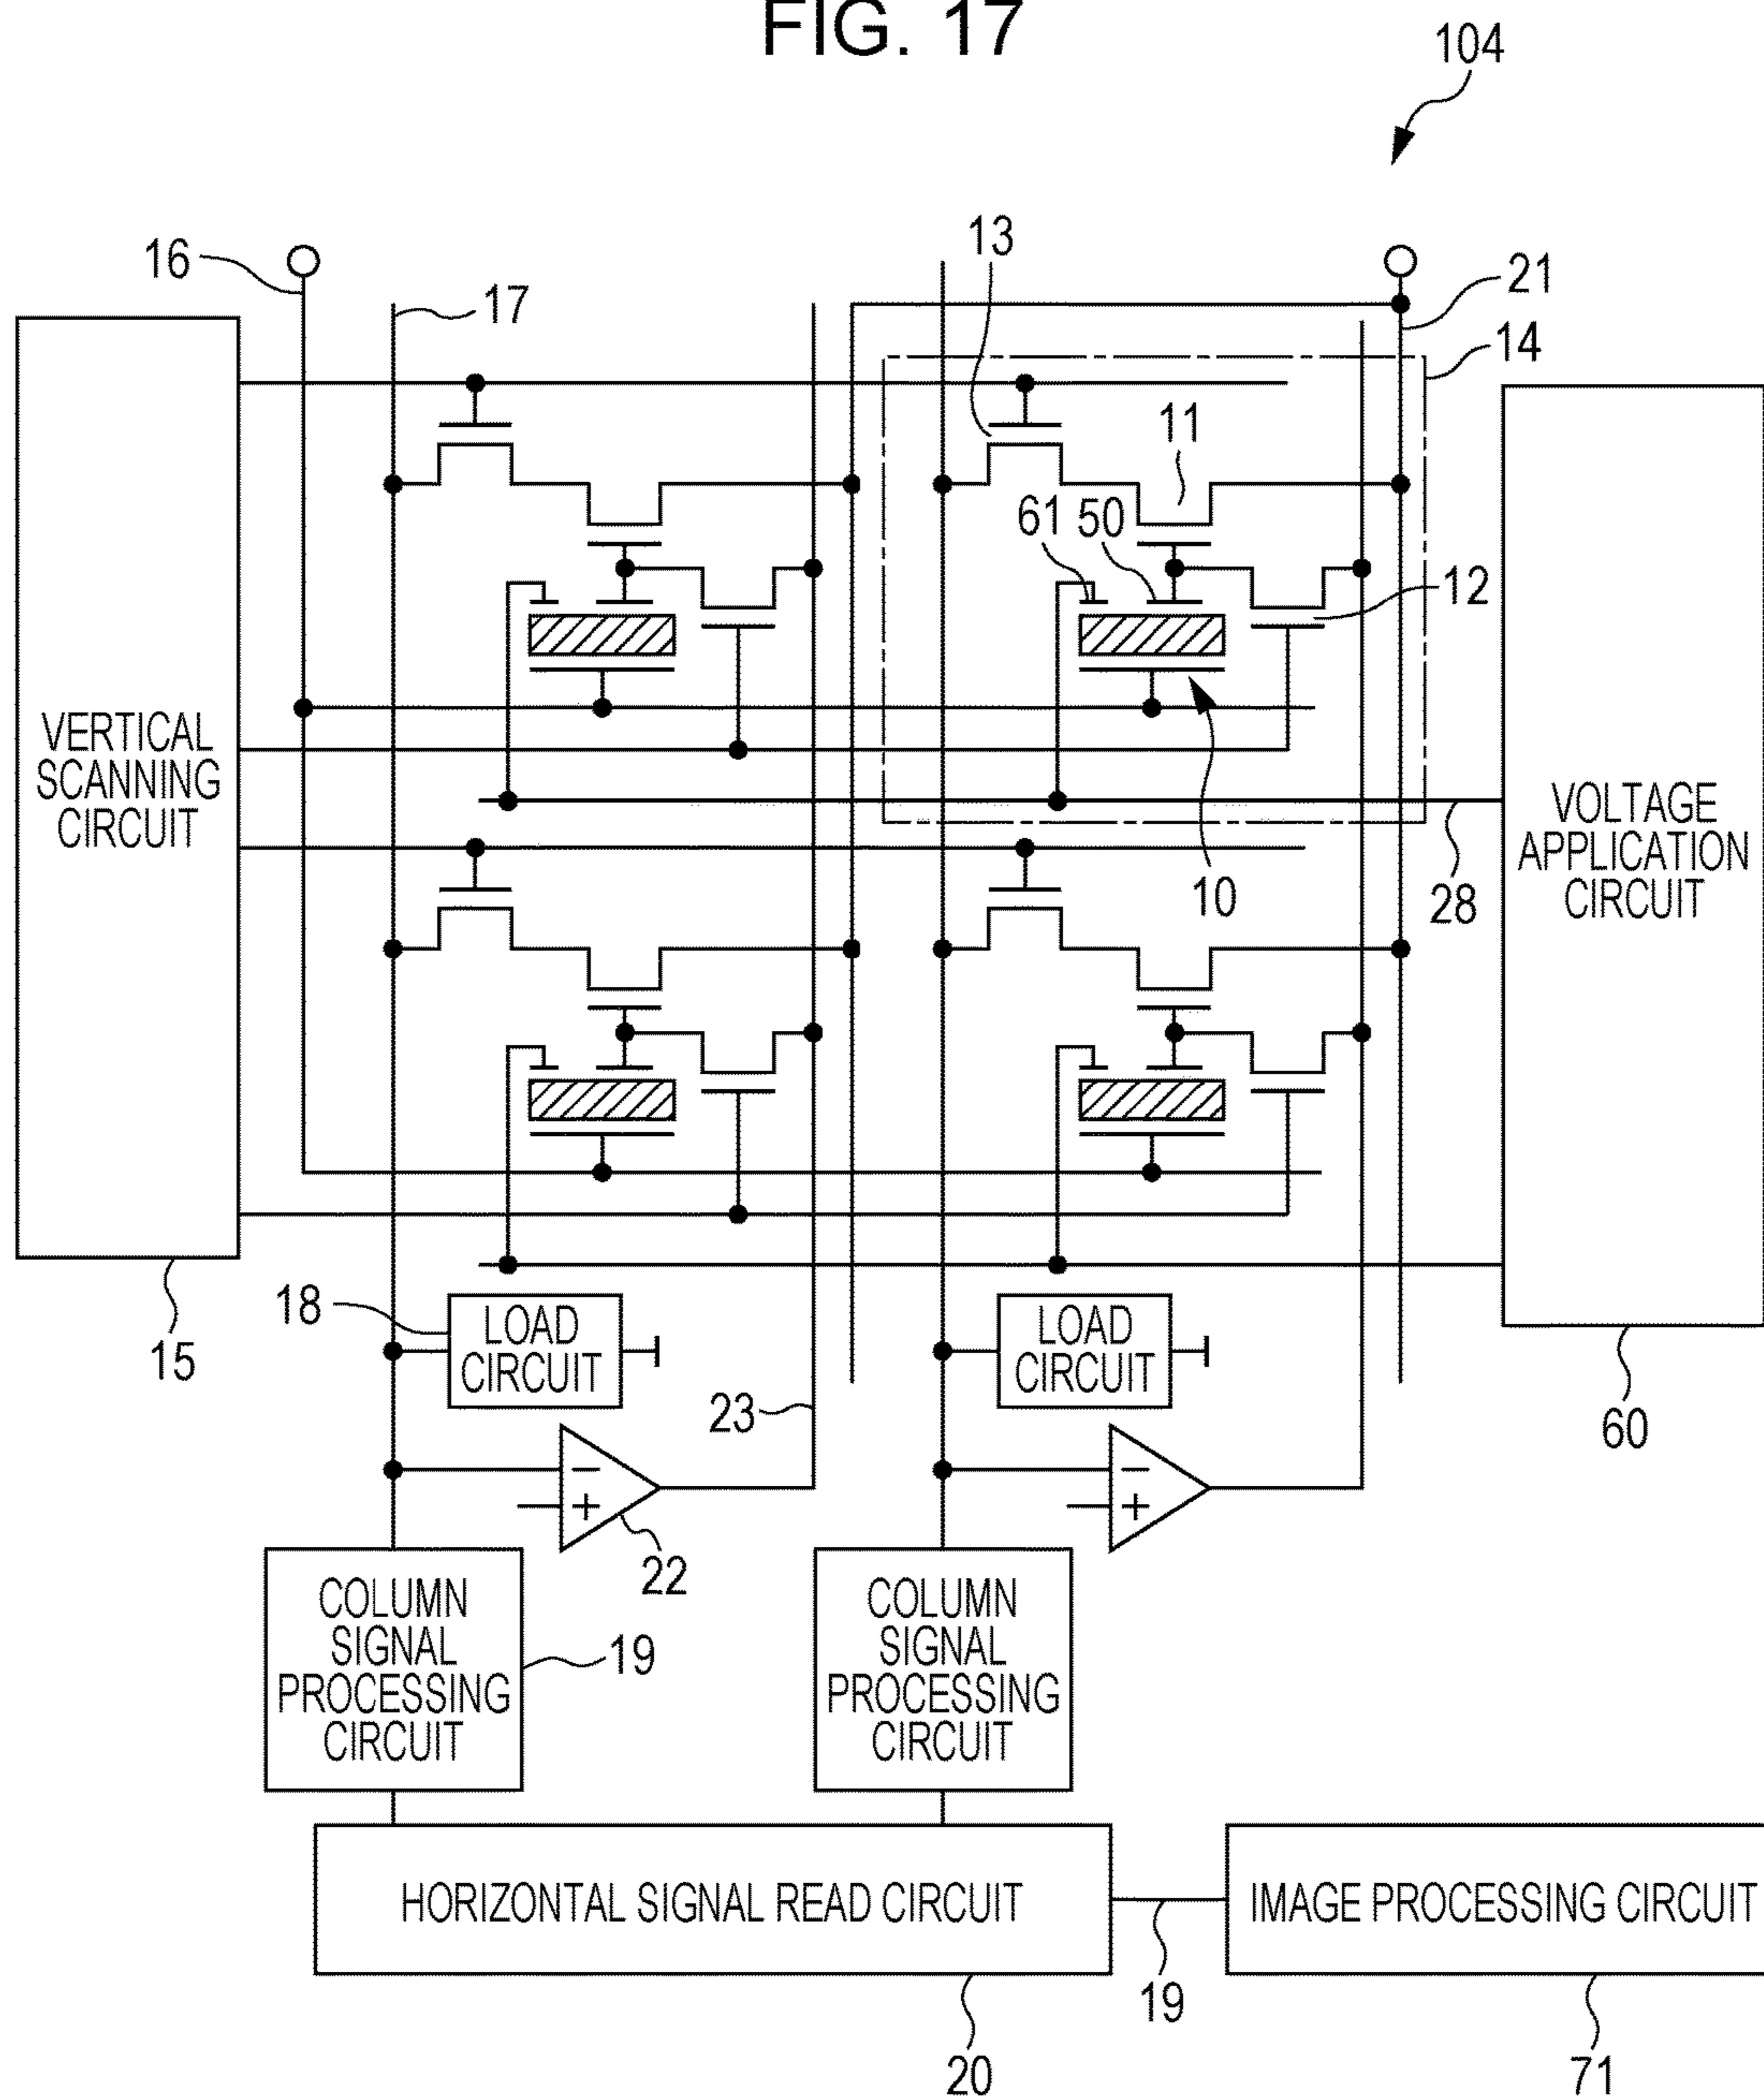 FIG. 17
104
16
17
13
21
14
11
61 50
12
VERTICAL
SCANNING
CIRCUIT
VOLTAGE
APPLICATION
CIRCUIT
10
28
15
18
LOAD
CIRCUIT
LOAD
CIRCUIT
23
60
−
+
−
+
22
COLUMN
SIGNAL
PROCESSING
CIRCUIT
19
COLUMN
SIGNAL
PROCESSING
CIRCUIT
HORIZONTAL SIGNAL READ CIRCUIT
IMAGE PROCESSING CIRCUIT
19
20
71